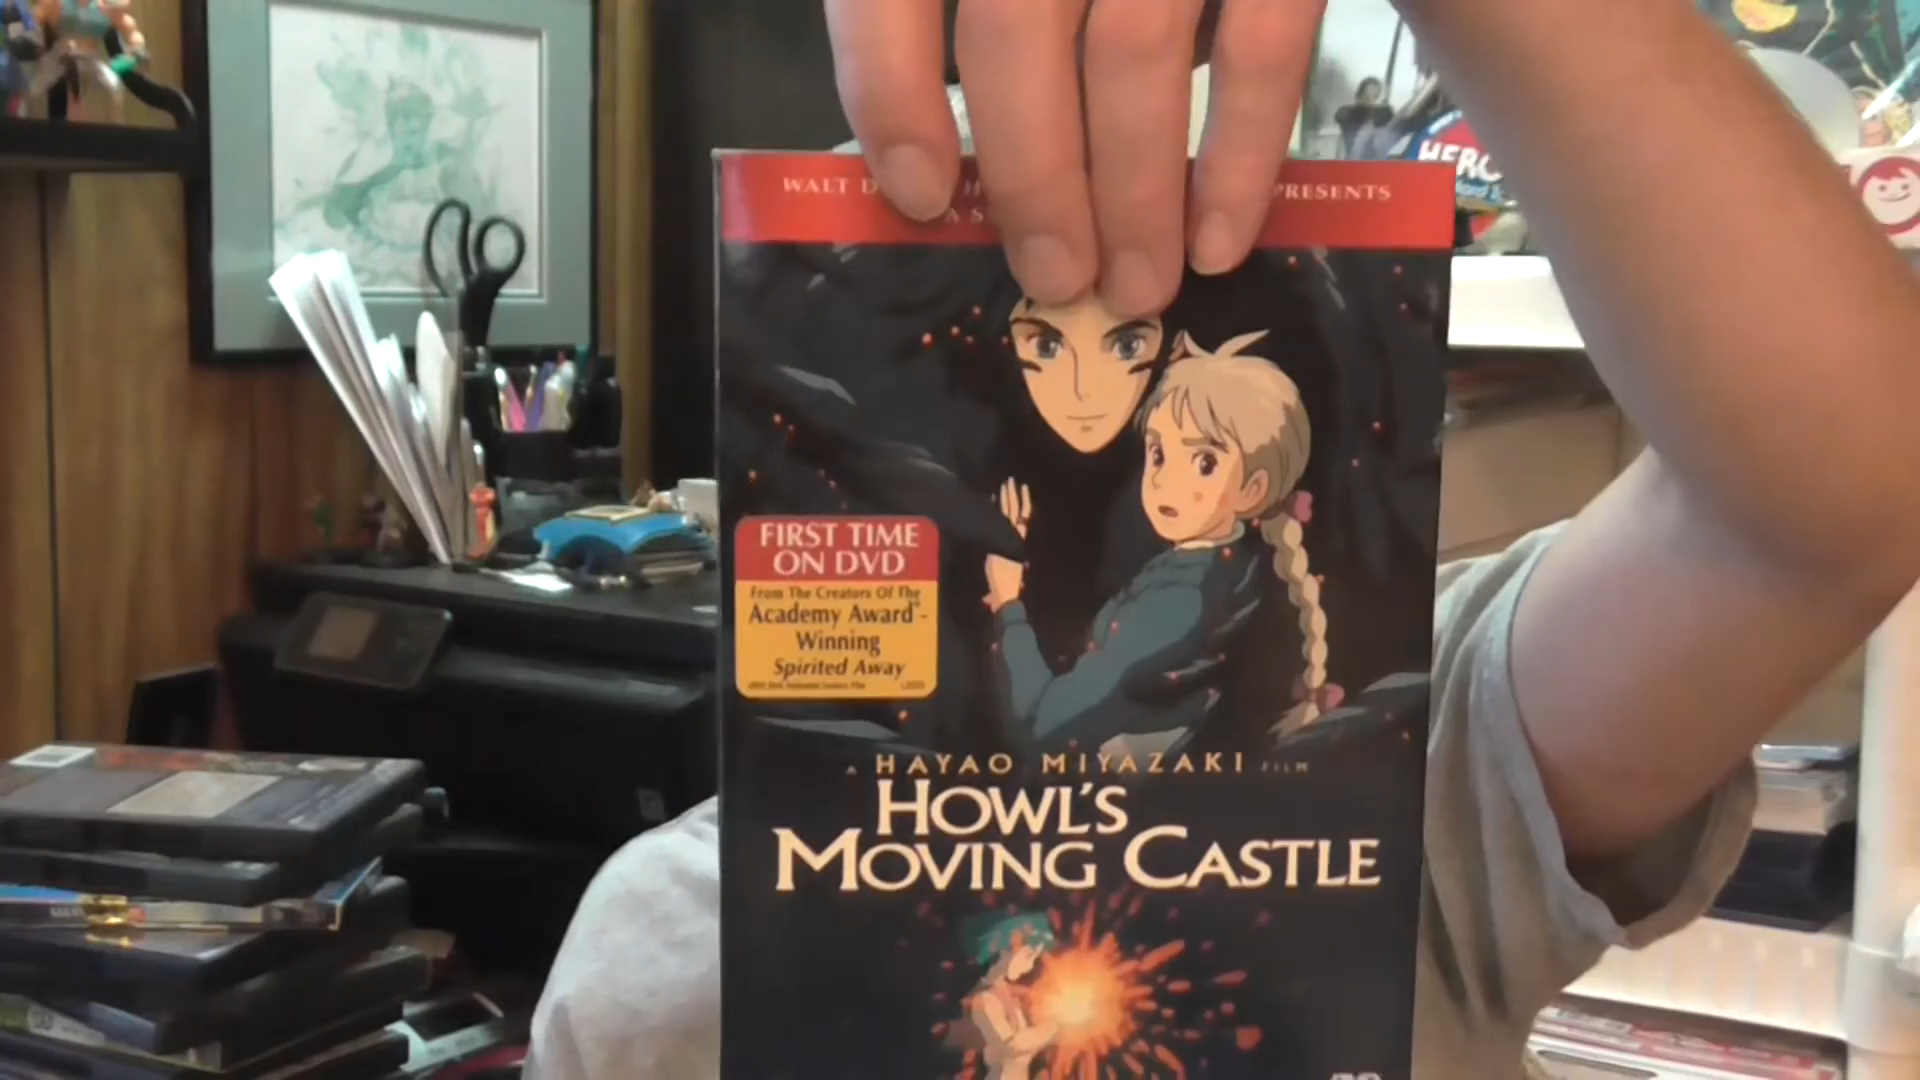 WALT PRESENTS
A
HERO
FIRST TIME
ON DVD
From The Creators Of The
Academy Award®-
Winning
Spirited Away
A HAYAO MIYAZAKI FILM
HOWL'S
MOVING CASTLE